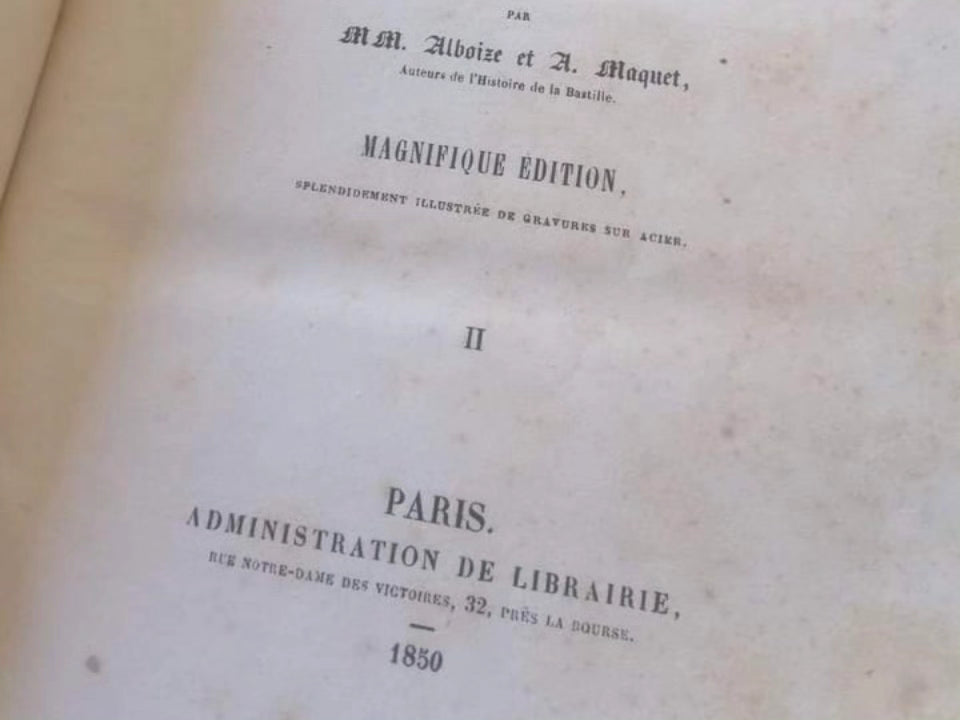 PAR
MM. Alboize et A. Maquet,
Auteurs de l'Histoire de la Bastille.
MAGNIFIQUE ÉDITION,
SPLENDIDEMENT ILLUSTRÉE DE GRAVURES SUR ACIER.
II
PARIS.
ADMINISTRATION DE LIBRAIRIE,
RUE NOTRE-DAME DES VICTOIRES, 32, PRÈS LA BOURSE.
1850